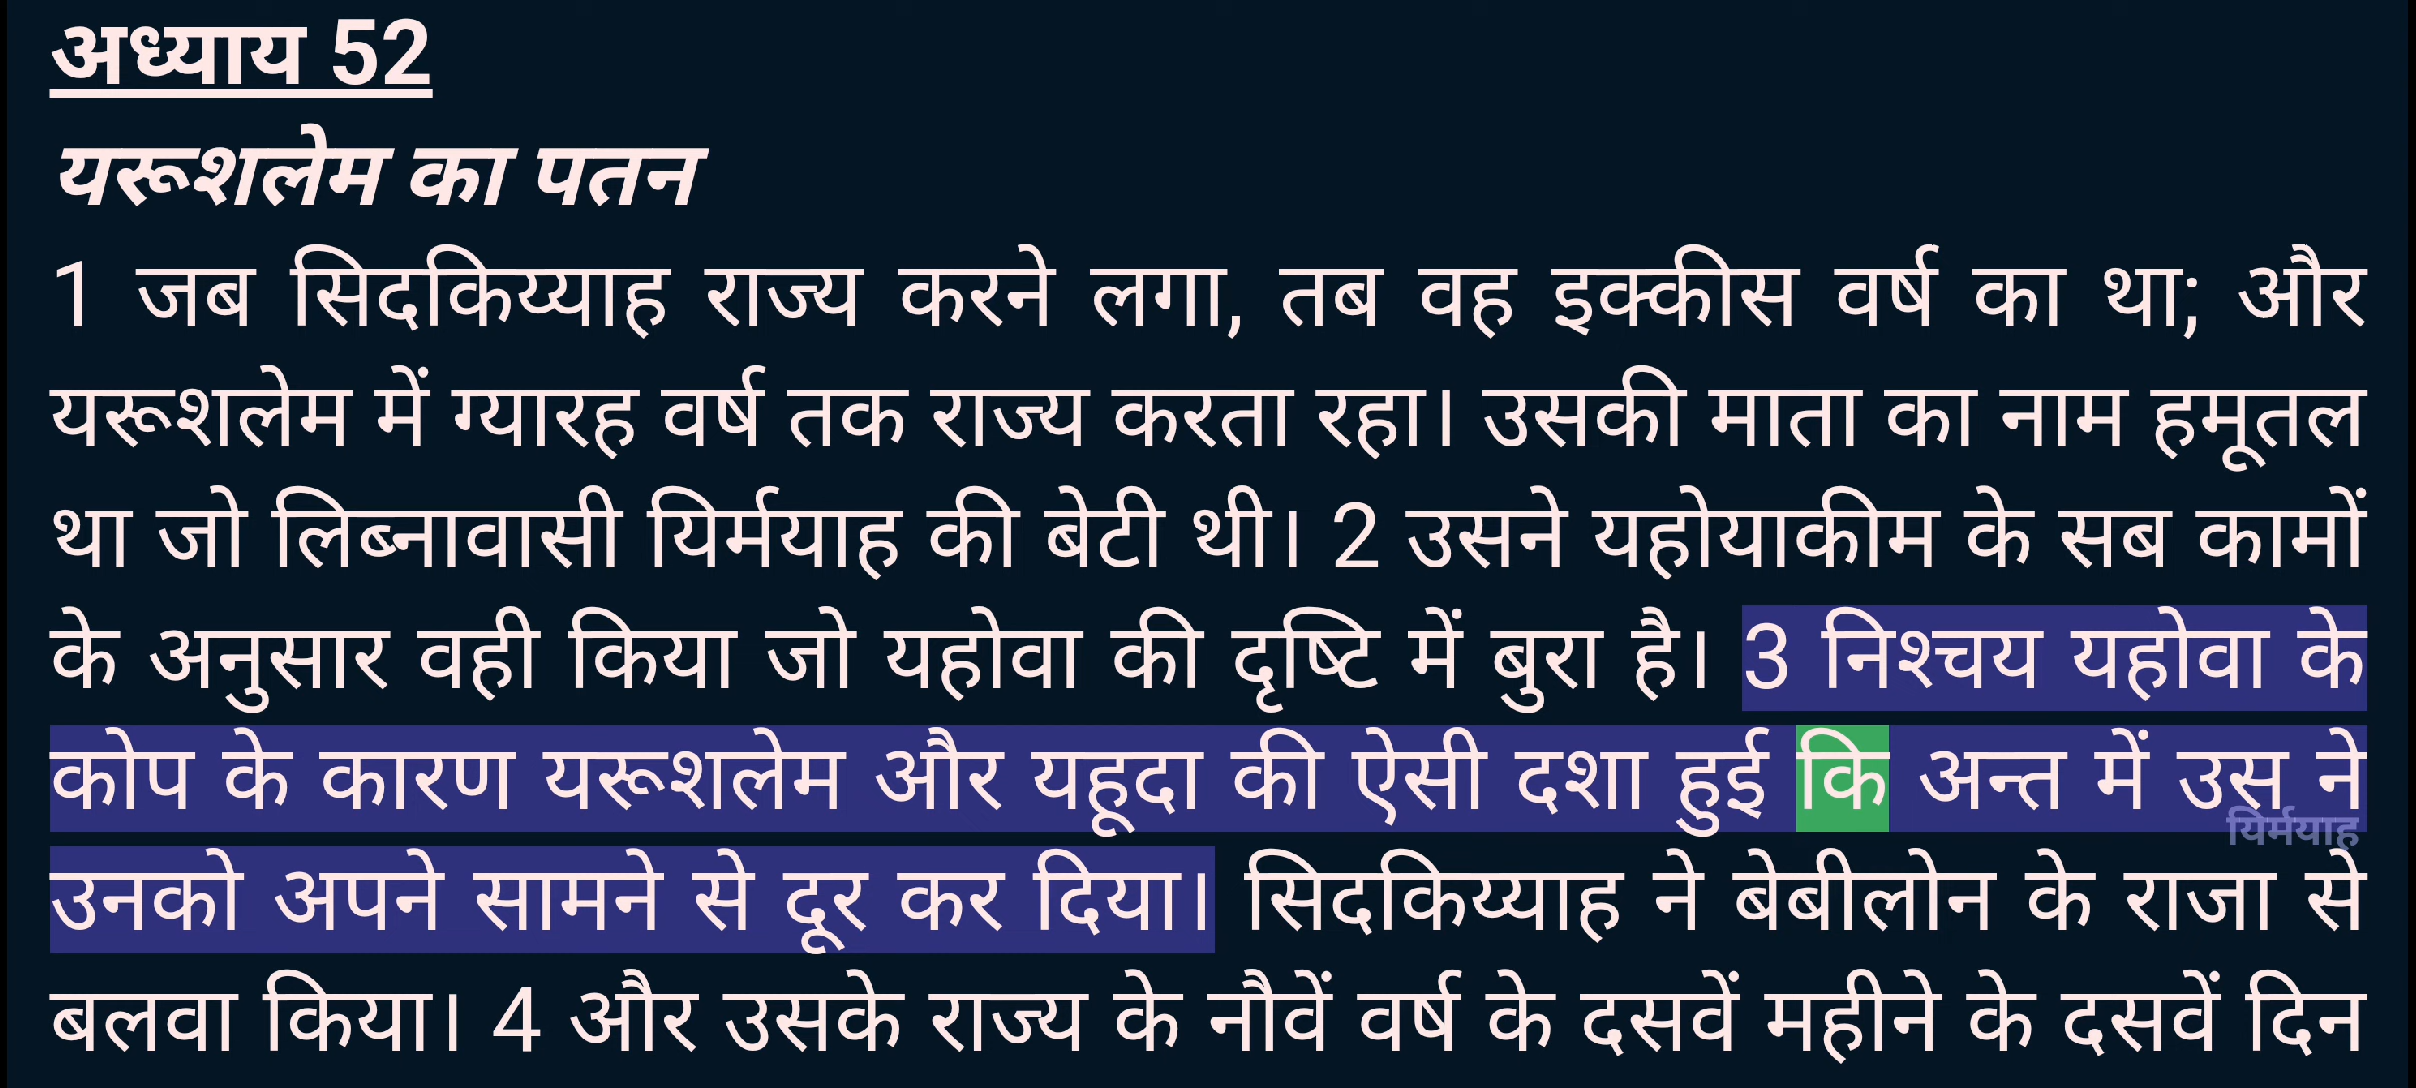 अध्याय 52
यरूशलेम का पतन
1 जब सिदकिय्याह राज्य करने लगा, तब वह इक्कीस वर्ष का था; और
यरूशलेम में ग्यारह वर्ष तक राज्य करता रहा। उसकी माता का नाम हमूतल
था जो लिब्नावासी यिर्मयाह की बेटी थी। 2 उसने यहोयाकीम के सब कामों
के अनुसार वही किया जो यहोवा की दृष्टि में बुरा है। 3 निश्चय यहोवा के
कोप के कारण यरूशलेम और यहूदा की ऐसी दशा हुई कि अन्त में उस ने
यिर्मयाह
उनको अपने सामने से दूर कर दिया। सिदकिय्याह ने बेबीलोन के राजा से
बलवा किया। 4 और उसके राज्य के नौवें वर्ष के दसवें महीने के दसवें दिन